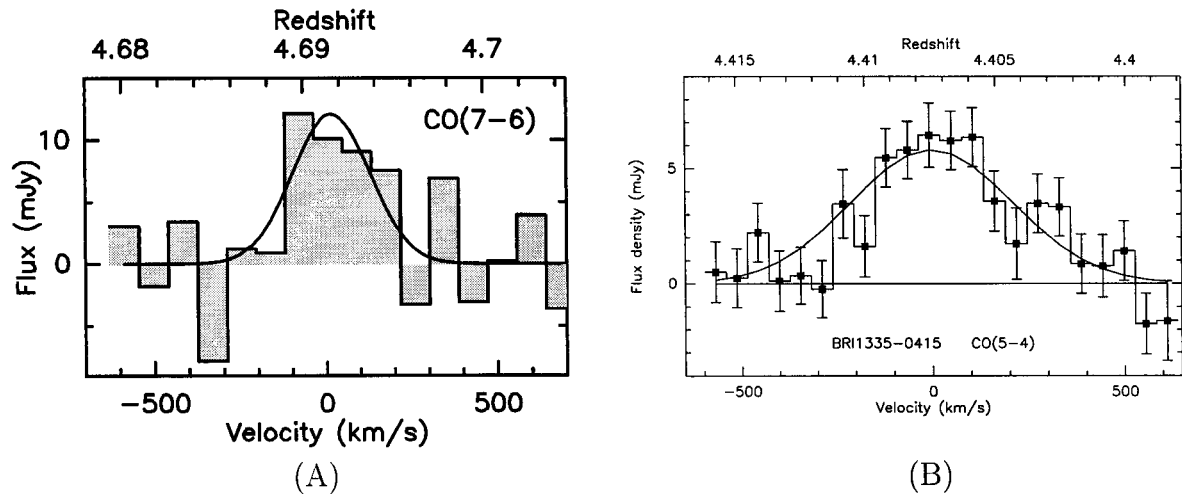 Redshift
4.68 4.69 4.7
CO(7−6)
10
0
Flux (mJy)
−500 0 500
Velocity (km/s)
(A)
Redshift
4.415 4.41 4.405 4.4
5
0
Flux density (mJy)
BRI1335−0415 CO(5−4)
−500 0 500
Velocity (km/s)
(B)